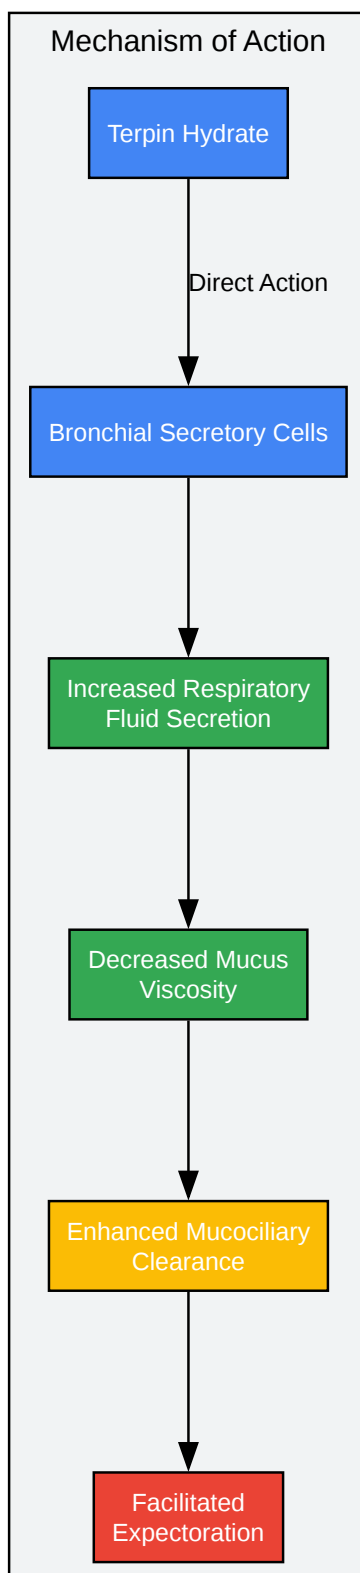 Mechanism of Action
Terpin Hydrate
Direct Action
Bronchial Secretory Cells
Increased Respiratory
Fluid Secretion
Decreased Mucus
Viscosity
Enhanced Mucociliary
Clearance
Facilitated
Expectoration